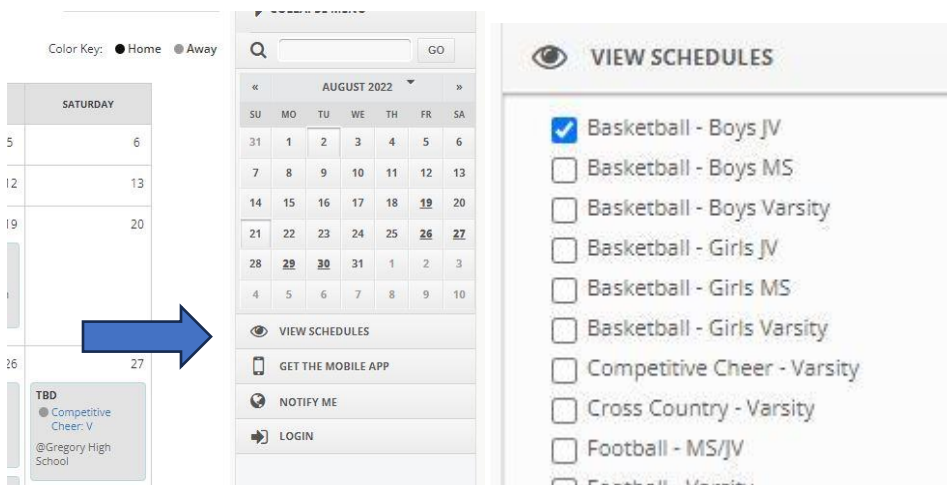 Color Key: Home Away
SATURDAY
5 6
12 13
19 20
26 27
TBD
Competitive
Cheer: V
@Gregory High
School
COLLAPSE MENU
GO
« AUGUST 2022 »
SU MO TU WE TH FR SA
31 1 2 3 4 5 6
7 8 9 10 11 12 13
14 15 16 17 18 19 20
21 22 23 24 25 26 27
28 29 30 31 1 2 3
4 5 6 7 8 9 10
VIEW SCHEDULES
GET THE MOBILE APP
NOTIFY ME
LOGIN
VIEW SCHEDULES
Basketball - Boys JV
Basketball - Boys MS
Basketball - Boys Varsity
Basketball - Girls JV
Basketball - Girls MS
Basketball - Girls Varsity
Competitive Cheer - Varsity
Cross Country - Varsity
Football - MS/JV
Football - Varsity